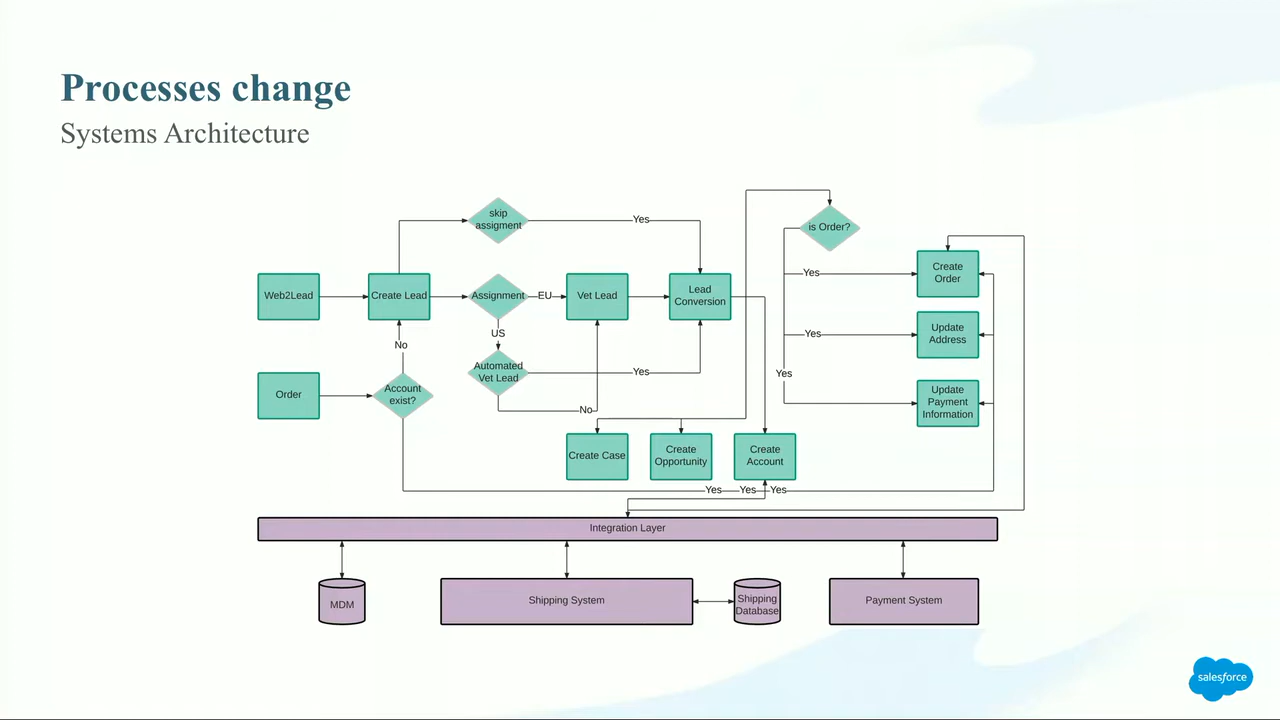 Processes change
Systems Architecture
skip
assigment
Yes
is Order?
Web2Lead
Create Lead
Assignment
EU
Vet Lead
Lead
Conversion
Yes
Create
Order
US
No
Automated
Vet Lead
Yes
Yes
Update
Address
Yes
Order
Account
exist?
No
Update
Payment
Information
Create Case
Create
Opportunity
Create
Account
Yes
Yes
Yes
Integration Layer
MDM
Shipping System
Shipping
Database
Payment System
salesforce